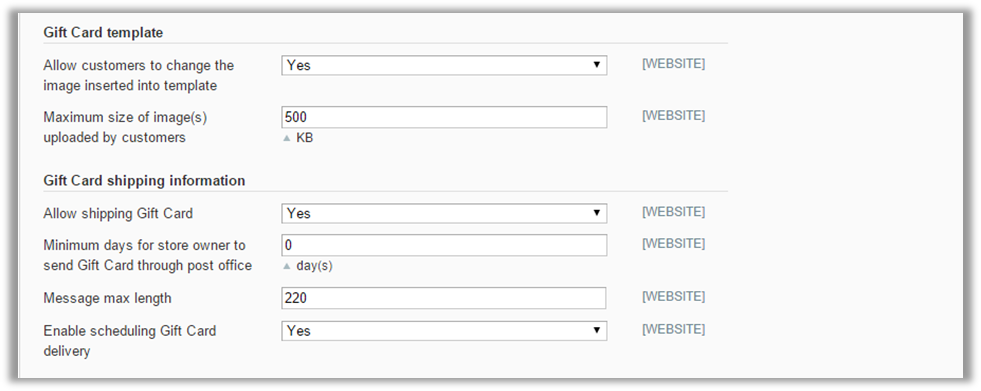 Gift Card template
Allow customers to change the Yes [WEBSITE]
image inserted into template
Maximum size of image(s) 500 [WEBSITE]
uploaded by customers KB
Gift Card shipping information
Allow shipping Gift Card Yes [WEBSITE]
Minimum days for store owner to 0 [WEBSITE]
send Gift Card through post office day(s)
Message max length 220 [WEBSITE]
Enable scheduling Gift Card Yes [WEBSITE]
delivery